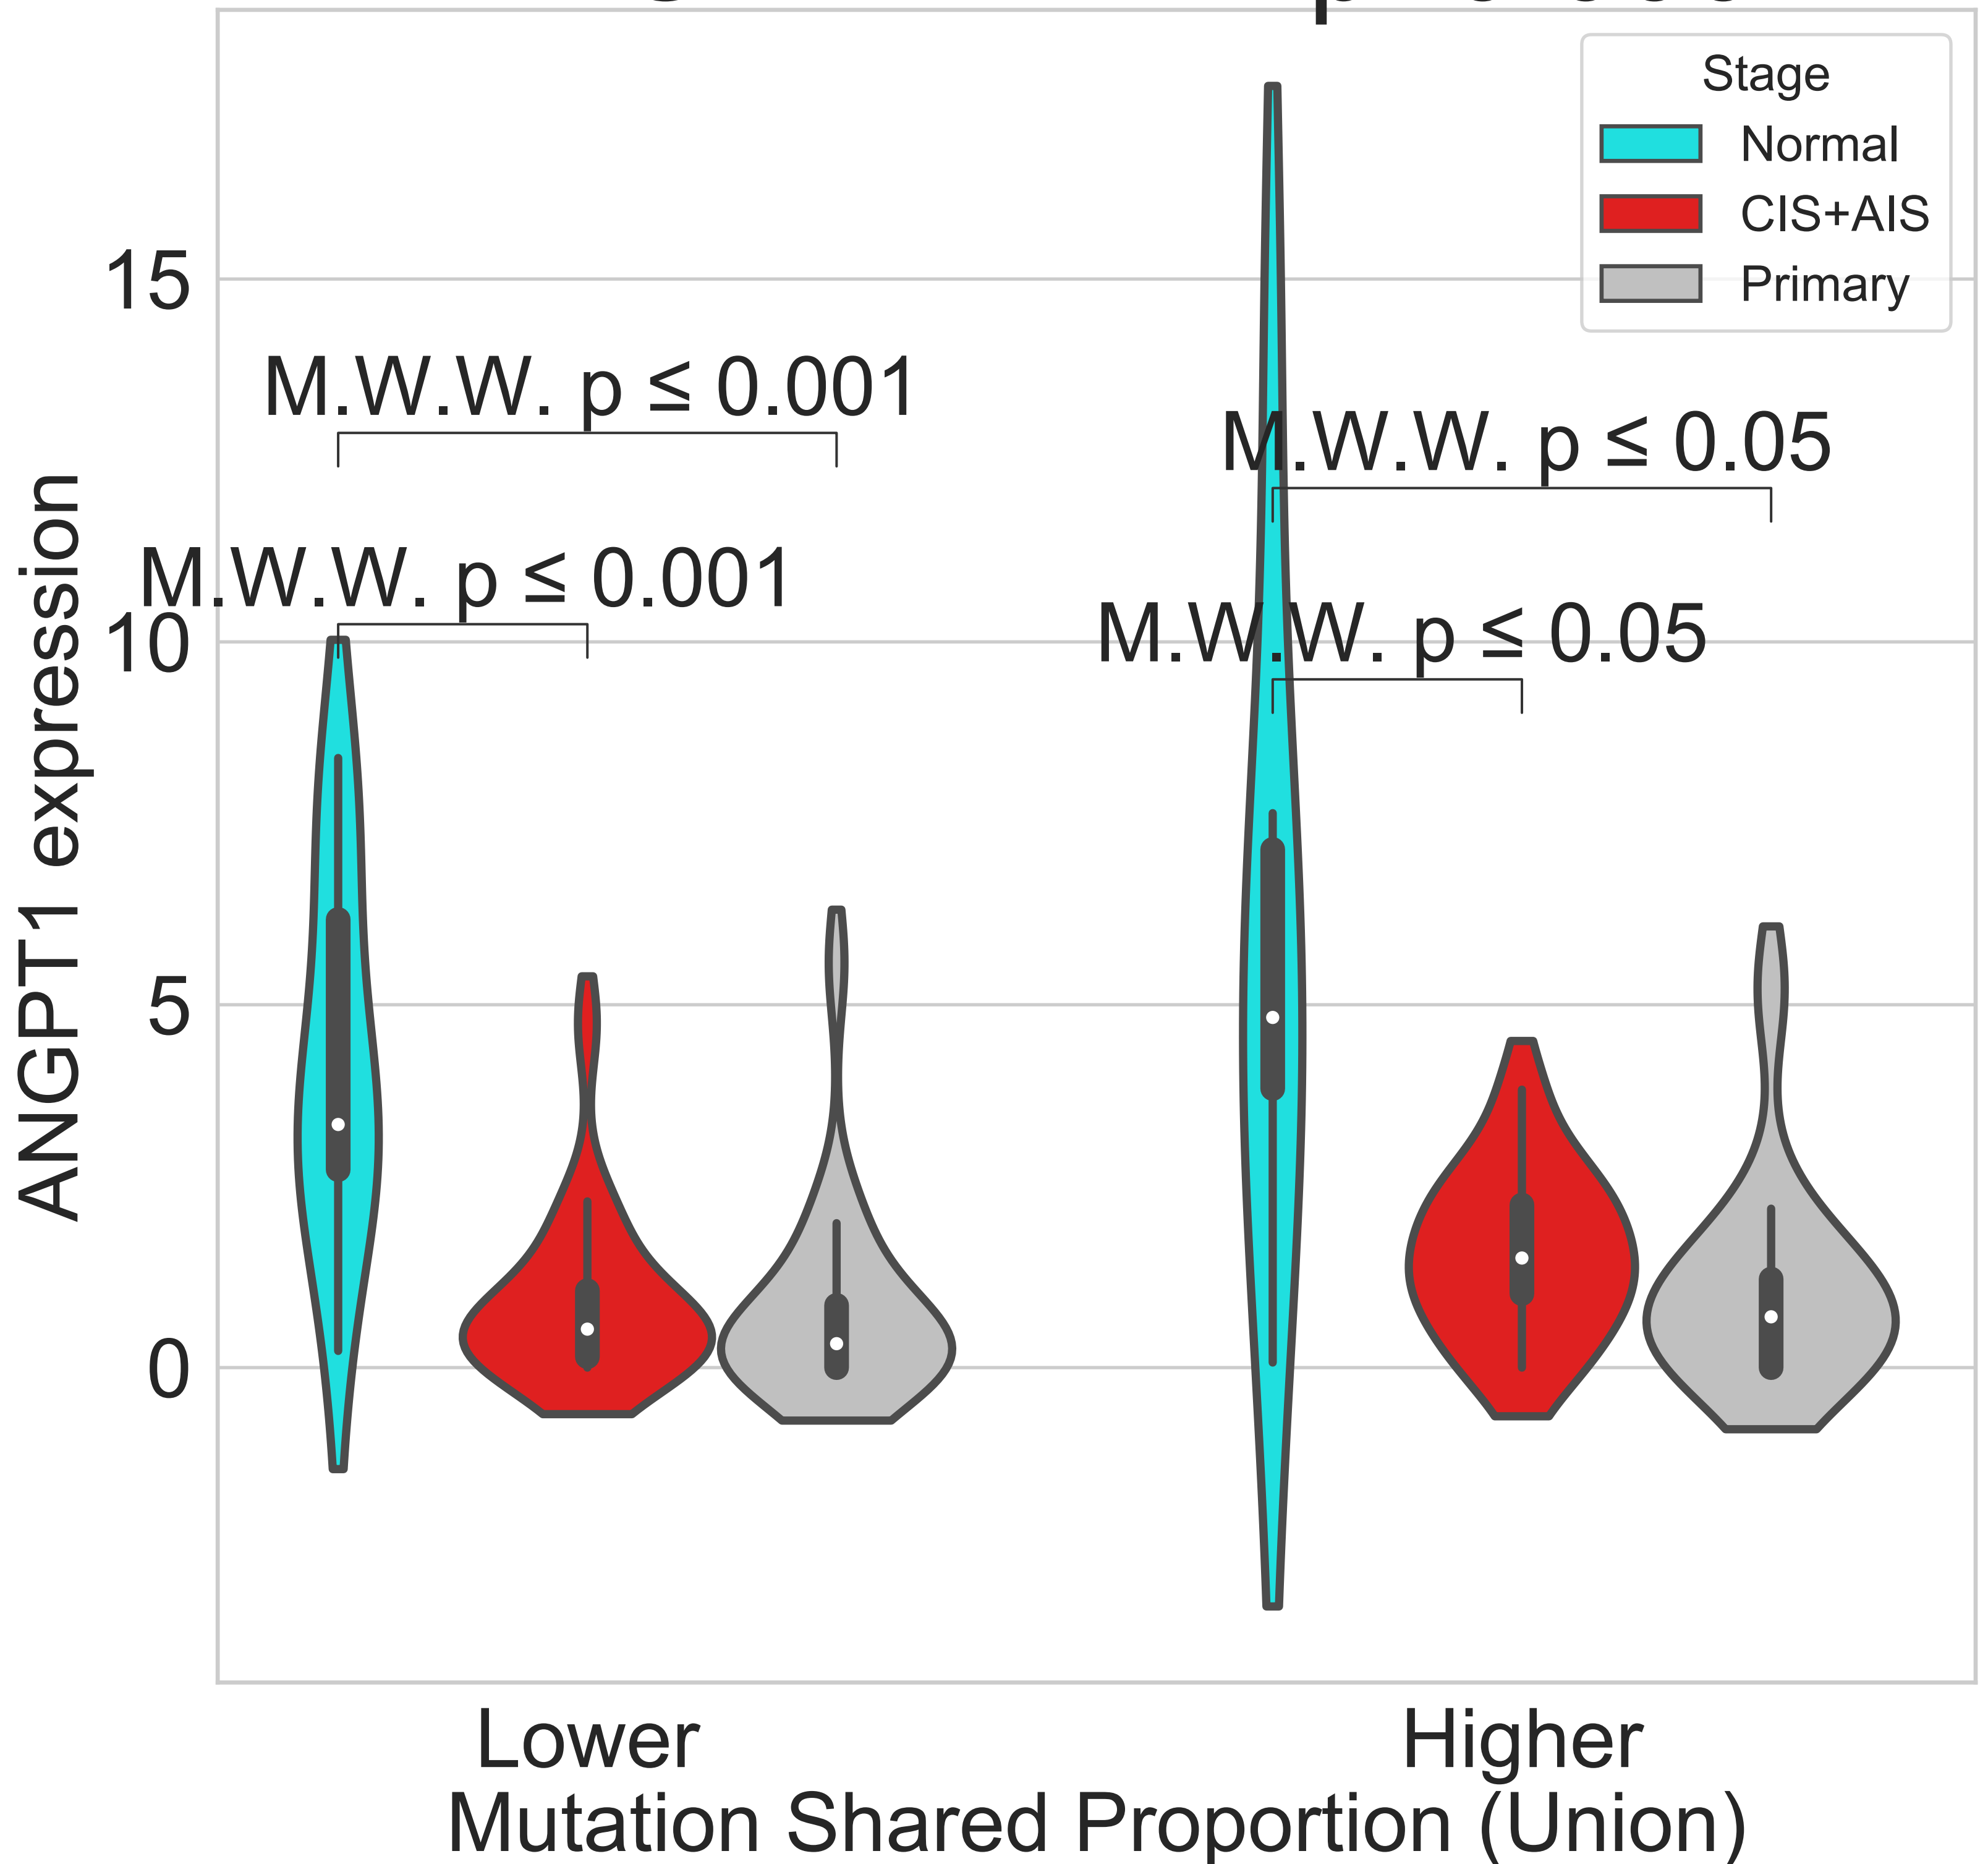 Stage
Normal
CIS+AIS
Primary
15
M.W.W. p ≤ 0.001
M.W.W. p ≤ 0.05
M.W.W. p ≤ 0.001
M.W.W. p ≤ 0.05
10
5
0
ANGPT1 expression
Lower
Higher
Mutation Shared Proportion (Union)